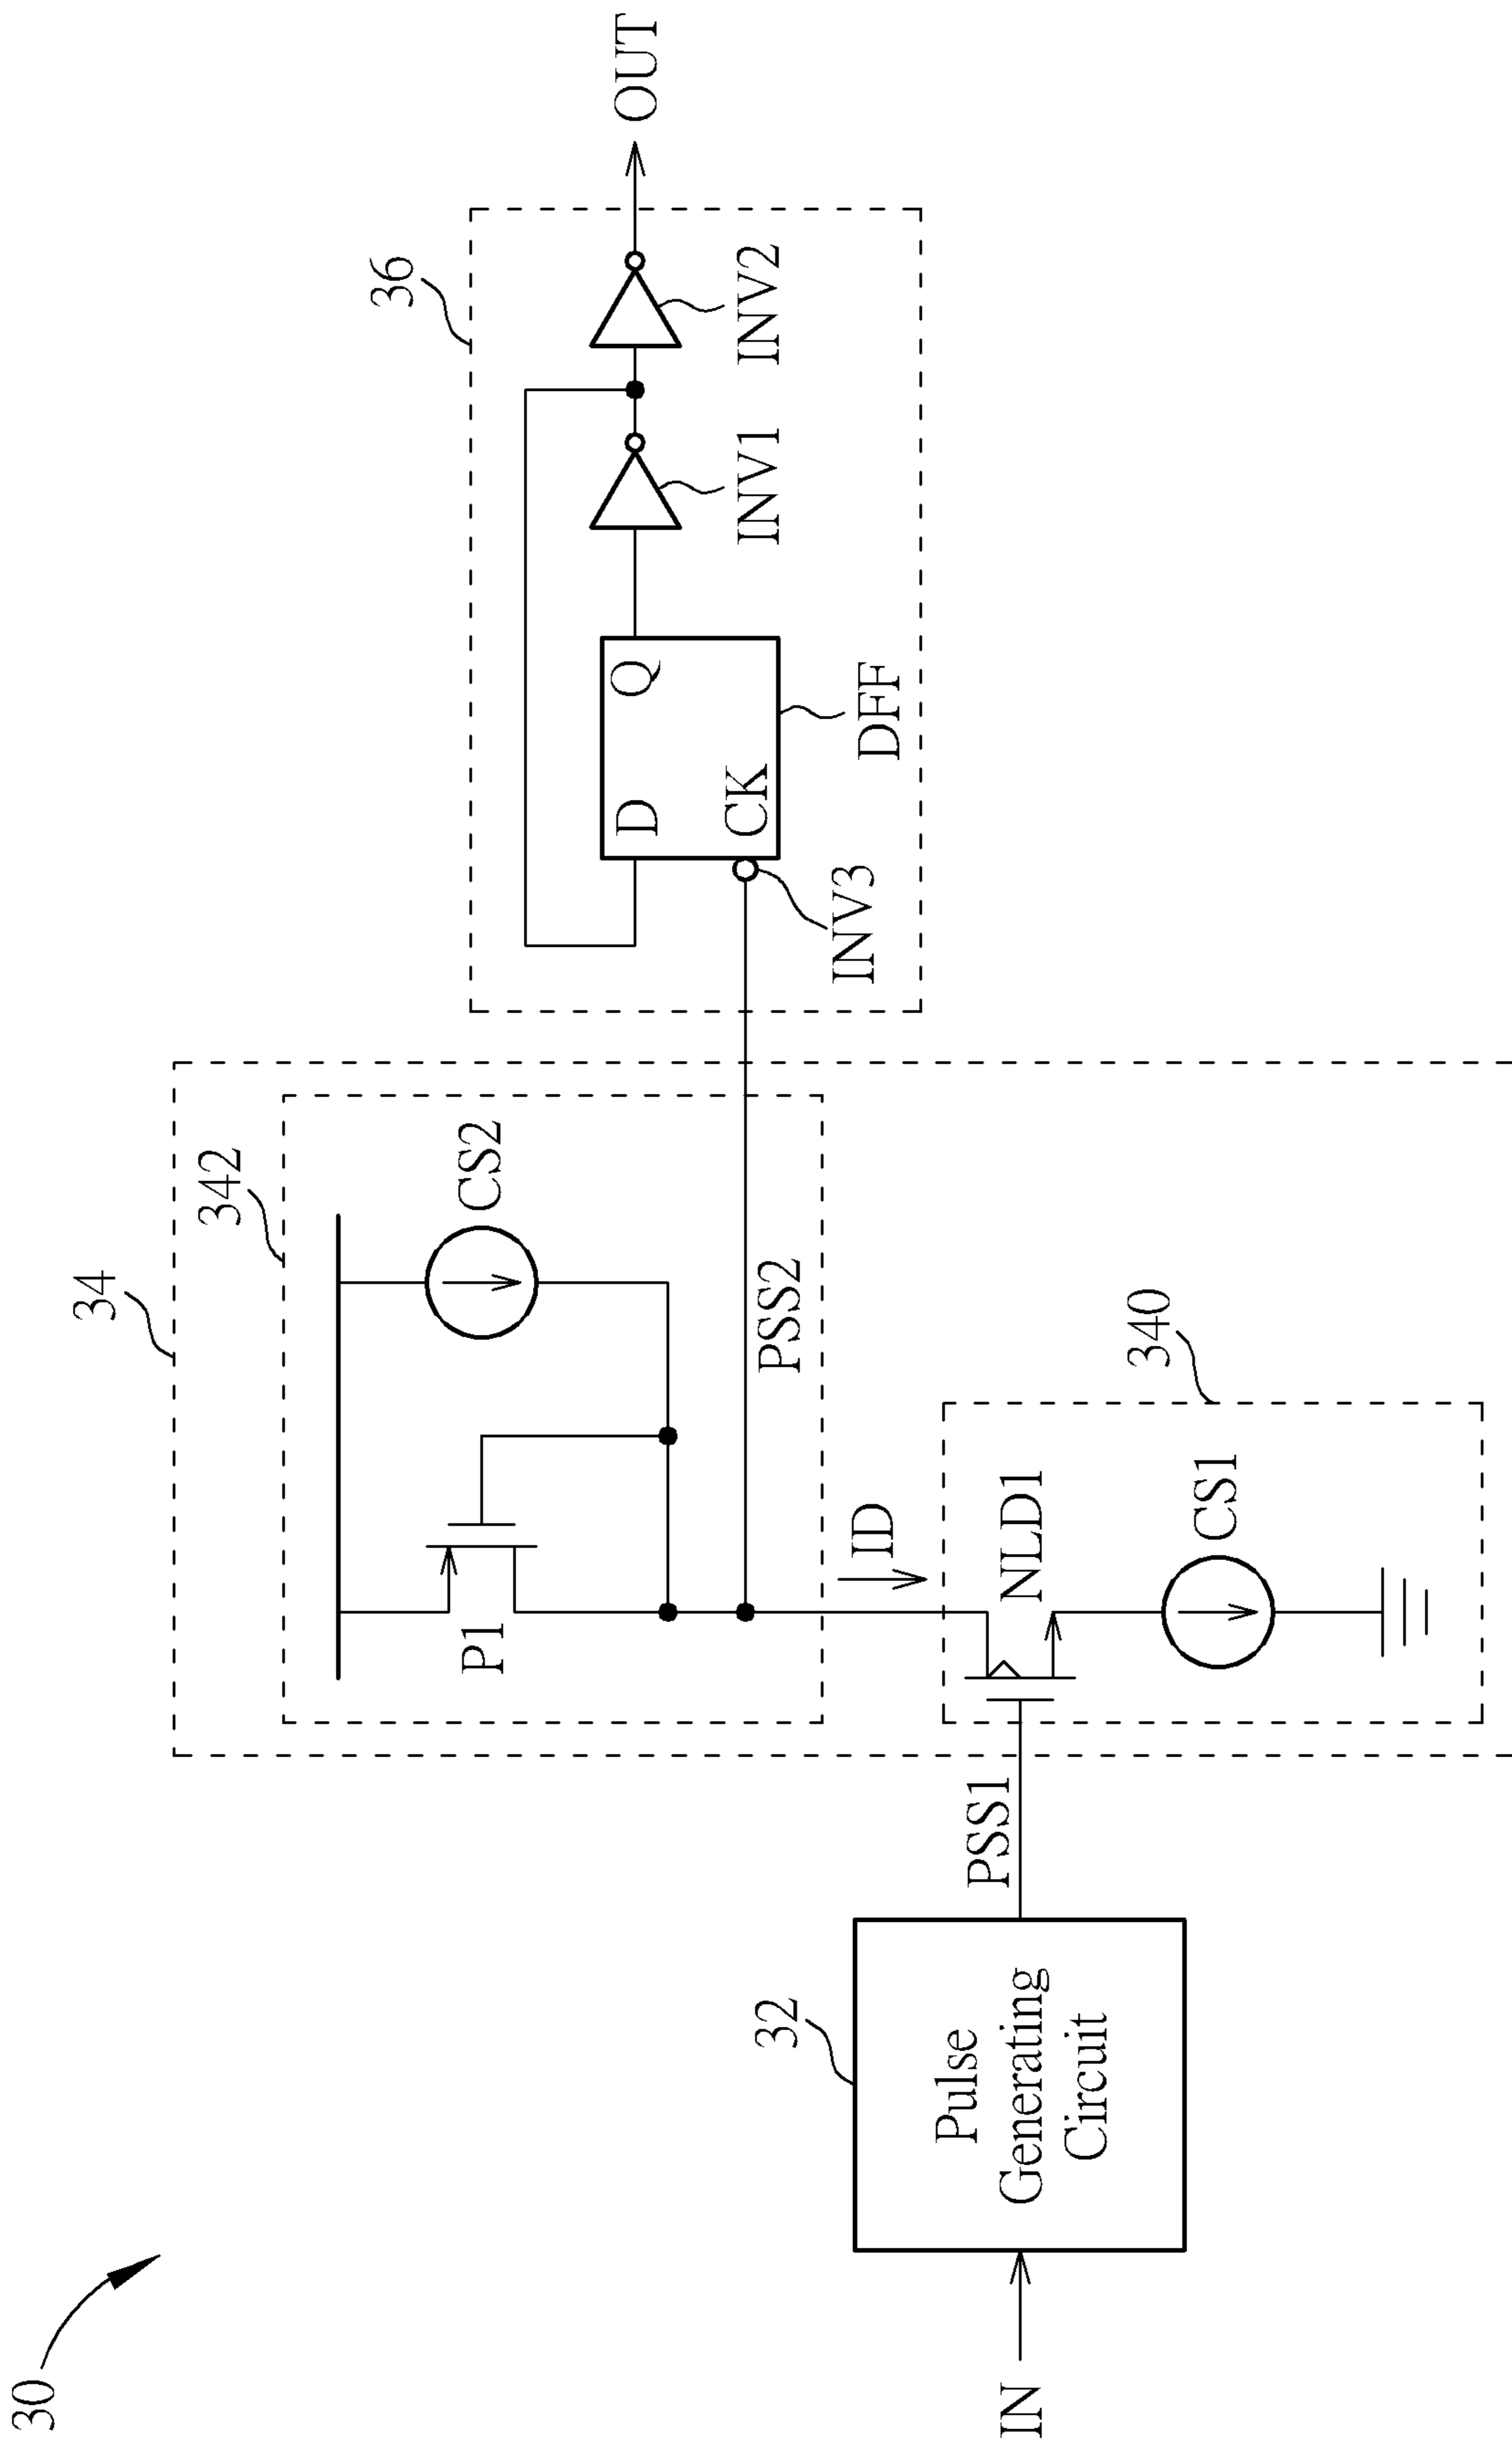 30
34
342
36
P1
CS2
D
Q
INV1
INV2
OUT
PSS2
CK
INV3
DFF
ID
340
32
PSS1
NLD1
CS1
IN
Pulse
Generating
Circuit